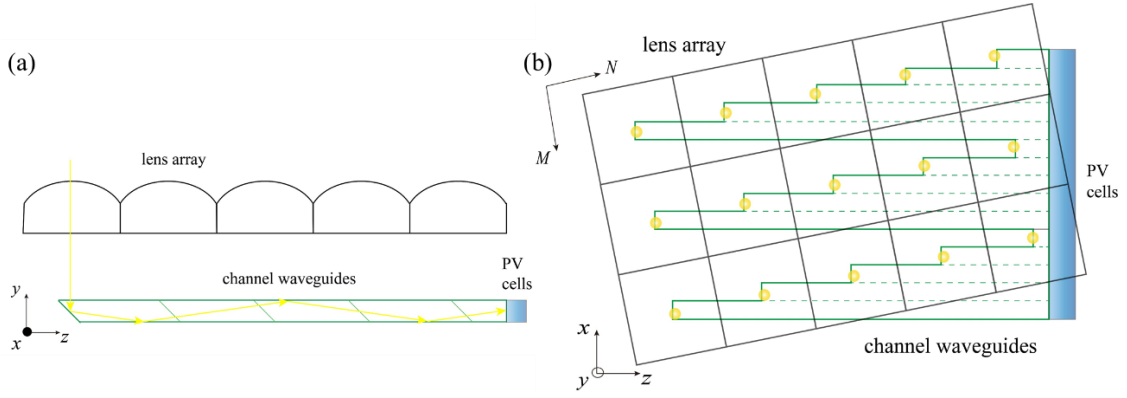 (a)
lens array
channel waveguides
PV
cells
y
x
z
(b)
lens array
N
M
PV
cells
x
y
z
channel waveguides